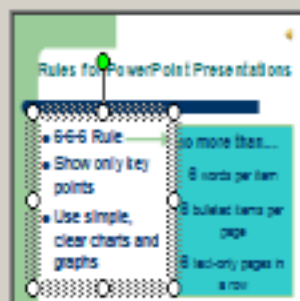 Rules for PowerPoint Presentations
6-6-6 Rule
Show only key
points
Use simple,
clear charts and
graphs
no more than...
6 words per item
6 bulleted items per
page
6 text-only pages in
a row